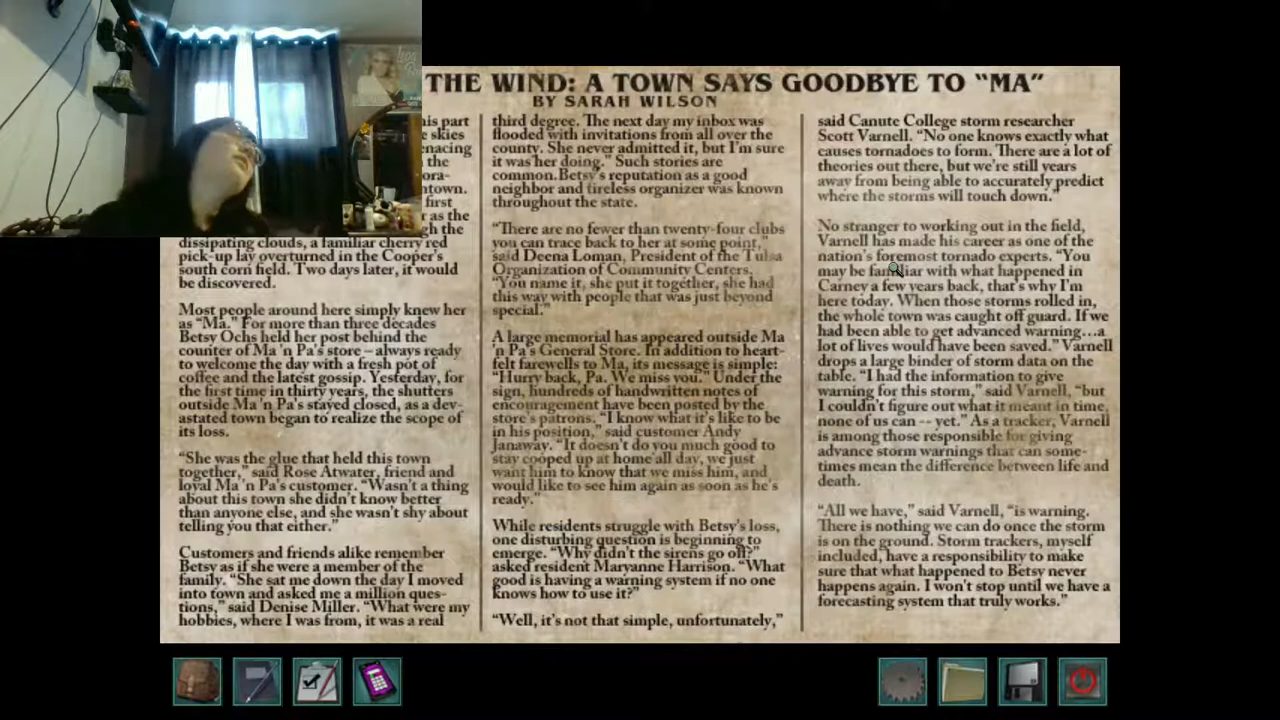 THE WIND: A TOWN SAYS GOODBYE TO “MA”
BY SARAH WILSON
his part
skies
enacing
the
ora-
ntown.
first
r as the
gh the
dissipating clouds, a familiar cherry red
pick-up lay overturned in the Cooper's
south corn field. Two days later, it would
be discovered.
Most people around here simply knew her
as “Ma.” For more than three decades
Betsy Ochs held her post behind the
counter of Ma 'n Pa's store – always ready
to welcome the day with a fresh pot of
coffee and the latest gossip. Yesterday, for
the first time in thirty years, the shutters
outside Ma 'n Pa's stayed closed, as a dev-
astated town began to realize the scope of
its loss.
“She was the glue that held this town
together,” said Rose Atwater, friend and
loyal Ma 'n Pa's customer. “Wasn't a thing
about this town she didn't know better
than anyone else, and she wasn't shy about
telling you that either.”
Customers and friends alike remember
Betsy as if she were a member of the
family. “She sat me down the day I moved
into town and asked me a million ques-
tions,” said Denise Miller. “What were my
hobbies, where I was from, it was a real
third degree. The next day my inbox was
flooded with invitations from all over the
county. She never admitted it, but I'm sure
it was her doing.” Such stories are
common.Betsy's reputation as a good
neighbor and tireless organizer was known
throughout the state.
“There are no fewer than twenty-four clubs
you can trace back to her at some point,”
said Deena Loman, President of the Tulsa
Organization of Community Centers.
“You name it, she put it together, she had
this way with people that was just beyond
special.”
A large memorial has appeared outside Ma
'n Pa's General Store. In addition to heart-
felt farewells to Ma, its message is simple:
“Hurry back, Pa. We miss you.” Under the
sign, hundreds of handwritten notes of
encouragement have been posted by the
store's patrons. “I know what it's like to be
in his position,” said customer Andy
Janaway. “It doesn't do you much good to
stay cooped up at home all day, we just
want him to know that we miss him, and
would like to see him again as soon as he's
ready.”
While residents struggle with Betsy's loss,
one disturbing question is beginning to
emerge. “Why didn't the sirens go off?”
asked resident Maryanne Harrison. “What
good is having a warning system if no one
knows how to use it?”
“Well, it's not that simple, unfortunately,”
said Canute College storm researcher
Scott Varnell. “No one knows exactly what
causes tornadoes to form. There are a lot of
theories out there, but we're still years
away from being able to accurately predict
where the storms will touch down.”
No stranger to working out in the field,
Varnell has made his career as one of the
nation's foremost tornado experts. “You
may be familiar with what happened in
Carney a few years back, that's why I'm
here today. When those storms rolled in,
the whole town was caught off guard. If we
had been able to get advanced warning…a
lot of lives would have been saved.” Varnell
drops a large binder of storm data on the
table. “I had the information to give
warning for this storm,” said Varnell, “but
I couldn't figure out what it meant in time,
none of us can -- yet.” As a tracker, Varnell
is among those responsible for giving
advance storm warnings that can some-
times mean the difference between life and
death.
“All we have,” said Varnell, “is warning.
There is nothing we can do once the storm
is on the ground. Storm trackers, myself
included, have a responsibility to make
sure that what happened to Betsy never
happens again. I won't stop until we have a
forecasting system that truly works.”